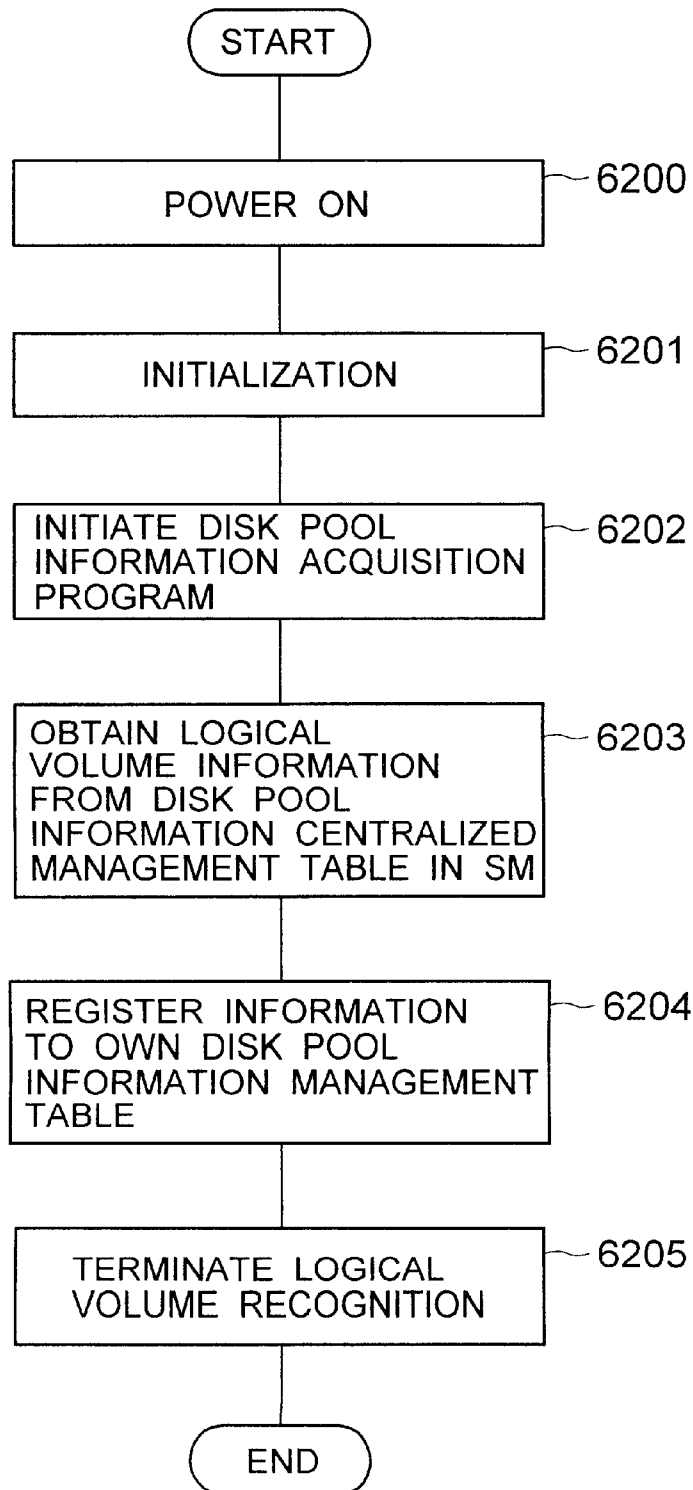 START
POWER ON
6200
INITIALIZATION
6201
INITIATE DISK POOL
INFORMATION ACQUISITION
PROGRAM
6202
OBTAIN LOGICAL
VOLUME INFORMATION
FROM DISK POOL
INFORMATION CENTRALIZED
MANAGEMENT TABLE IN SM
6203
REGISTER INFORMATION
TO OWN DISK POOL
INFORMATION MANAGEMENT
TABLE
6204
TERMINATE LOGICAL
VOLUME RECOGNITION
6205
END